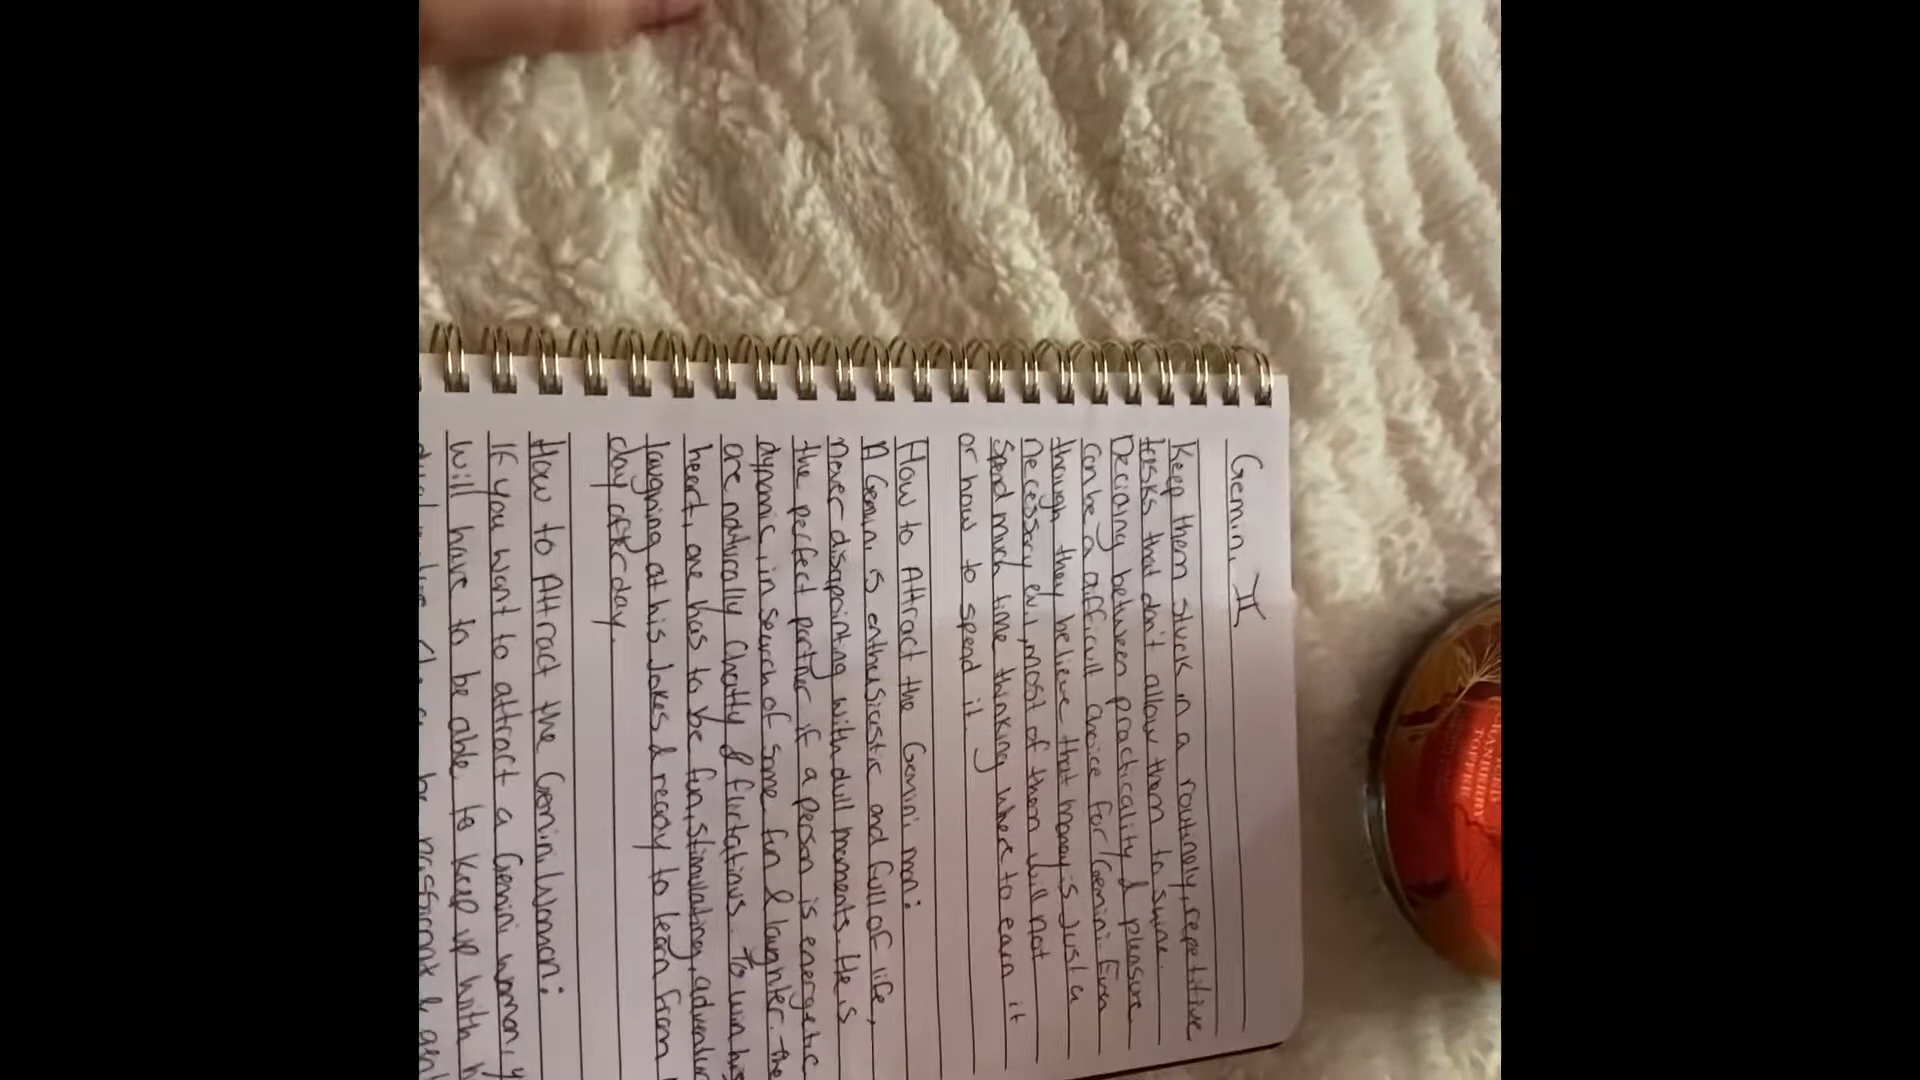 Gemini II
Keep them stuck in a routinely, repetitive
tasks that don't allow them to shine.
Deciding between practicality & pleasure
can be a difficult choice for Gemini. Even
though they believe that money is Just a
necessary evil, most of them will not
spend much time thinking where to earn it
or how to spend it
How to Attract the Gemini man:
A Gemini is enthusiastic and full of life,
never disapointing with dull moments. He is
the perfect partner if a person is energetic
dynamic, in search of some fun & laughter. The
are naturally chatty & flirtatious. To win his
heart, one has to be fun, stimulating, adventur
laughing at his Jokes & ready to learn from
day after day.
How to Attract the Gemini Woman:
If you want to attract a Gemini woman, y
will have to be able to keep up with h
be passionate & gent
CRANBERRY